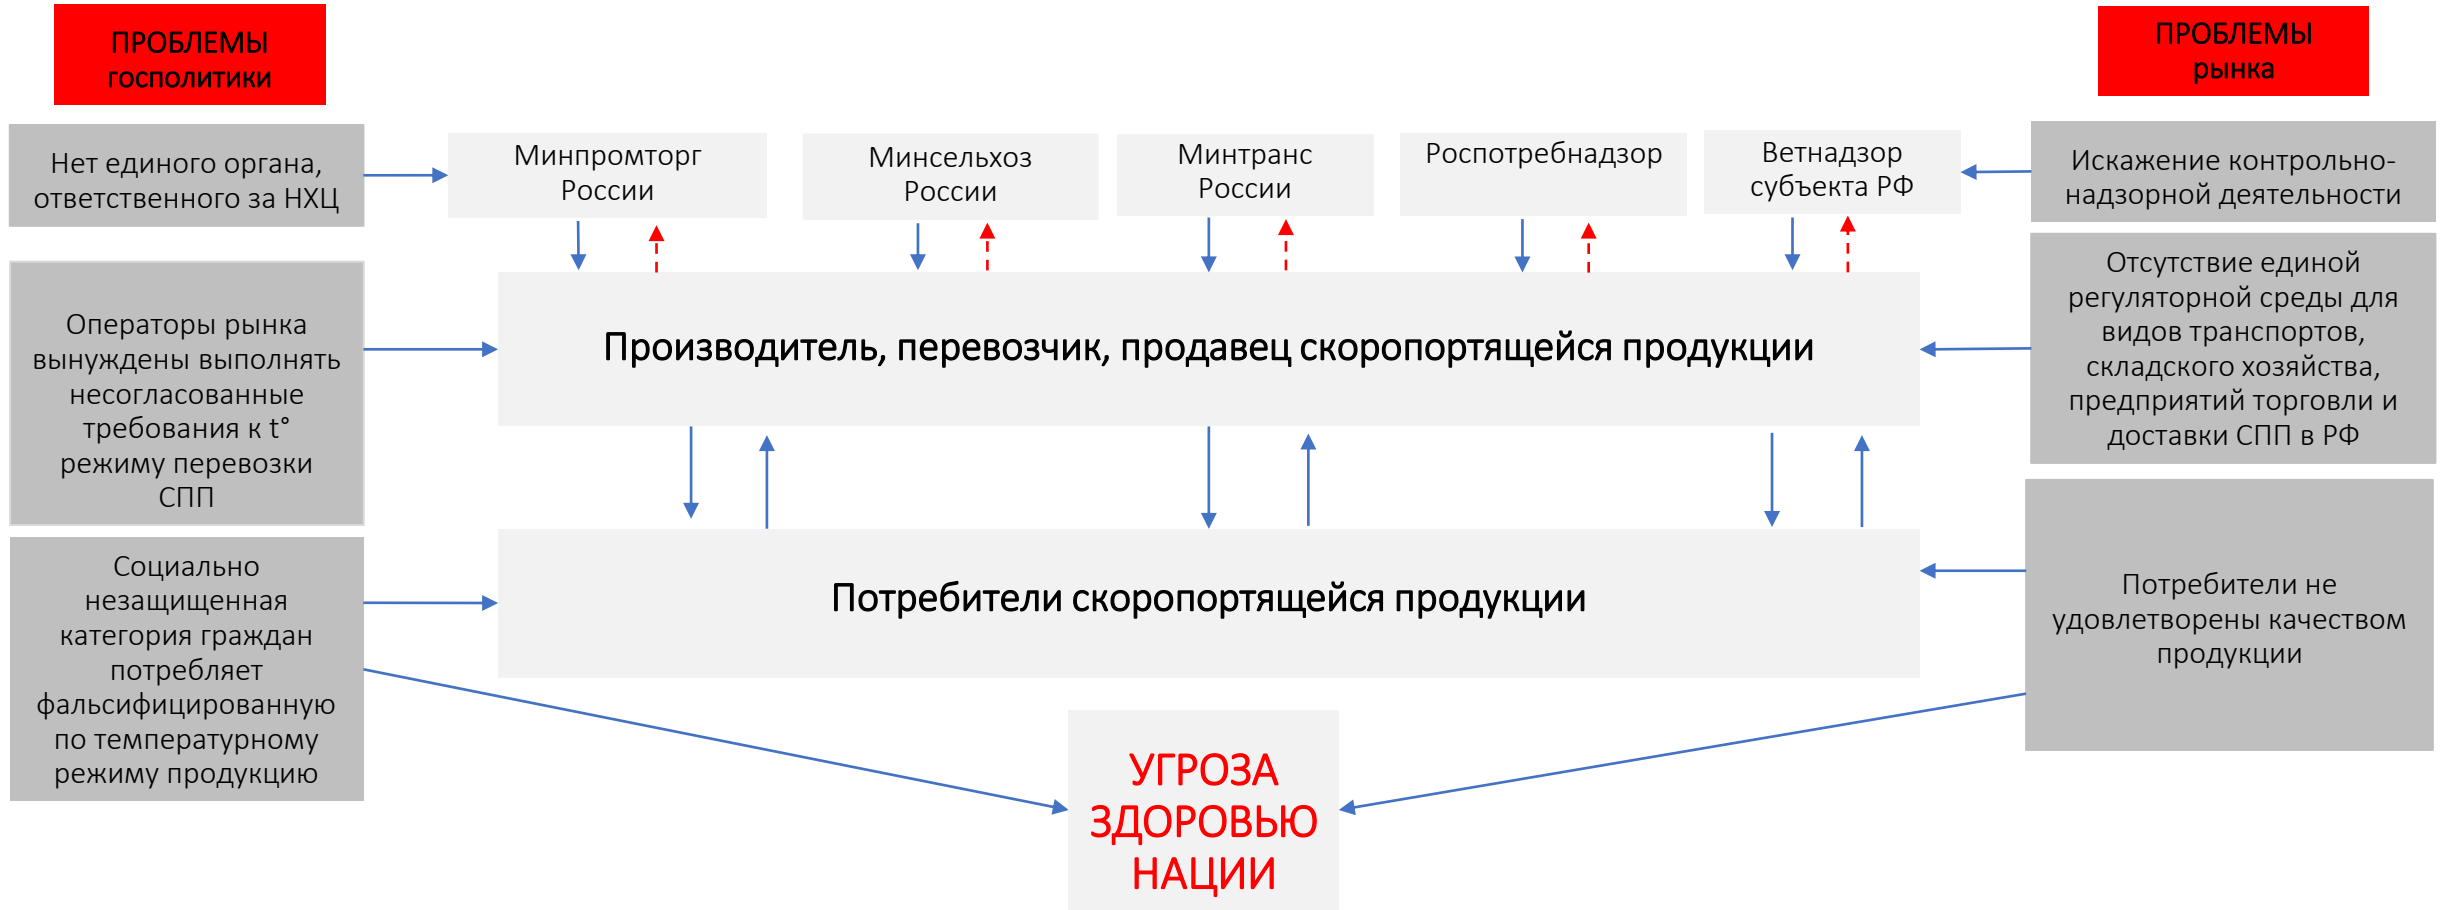 ПРОБЛЕМЫ
госполитики
ПРОБЛЕМЫ
рынка
Нет единого органа,
ответственного за НХЦ
Минпромторг
России
Минсельхоз
России
Минтранс
России
Роспотребнадзор
Ветнадзор
субъекта РФ
Искажение контрольно-
надзорной деятельности
Операторы рынка
вынуждены выполнять
несогласованные
требования к t°
режиму перевозки
СПП
Производитель, перевозчик, продавец скоропортящейся продукции
Отсутствие единой
регуляторной среды для
видов транспортов,
складского хозяйства,
предприятий торговли и
доставки СПП в РФ
Социально
незащищенная
категория граждан
потребляет
фальсифицированную
по температурному
режиму продукцию
Потребители скоропортящейся продукции
Потребители не
удовлетворены качеством
продукции
УГРОЗА
ЗДОРОВЬЮ
НАЦИИ